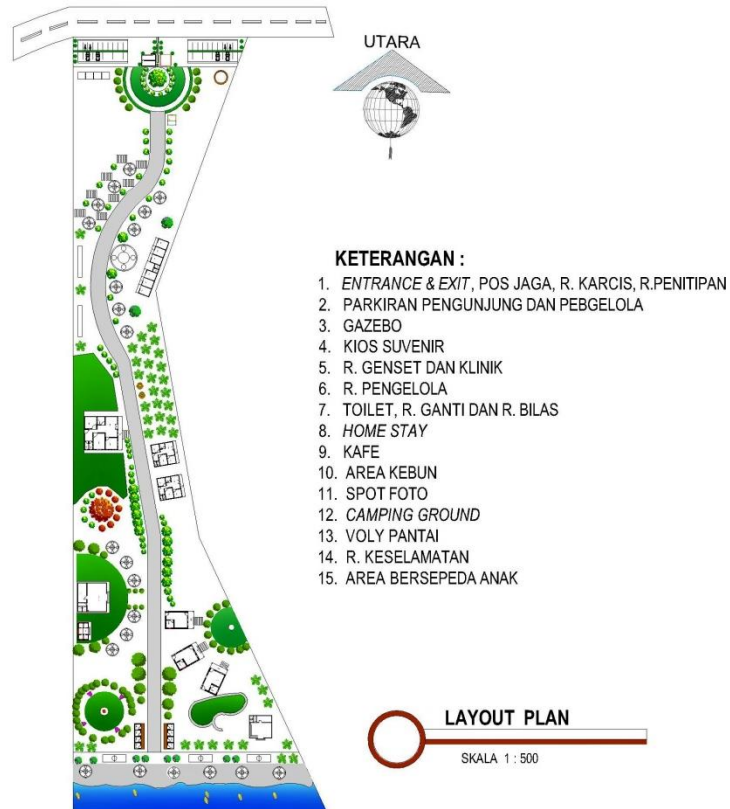 UTARA
KETERANGAN :
1. ENTRANCE & EXIT, POS JAGA, R. KARCIS, R.PENITIPAN
2. PARKIRAN PENGUNJUNG DAN PEBGELOLA
3. GAZEBO
4. KIOS SUVENIR
5. R. GENSET DAN KLINIK
6. R. PENGELOLA
7. TOILET, R. GANTI DAN R. BILAS
8. HOME STAY
9. KAFE
10. AREA KEBUN
11. SPOT FOTO
12. CAMPING GROUND
13. VOLY PANTAI
14. R. KESELAMATAN
15. AREA BERSEPEDA ANAK
LAYOUT PLAN
SKALA 1 : 500